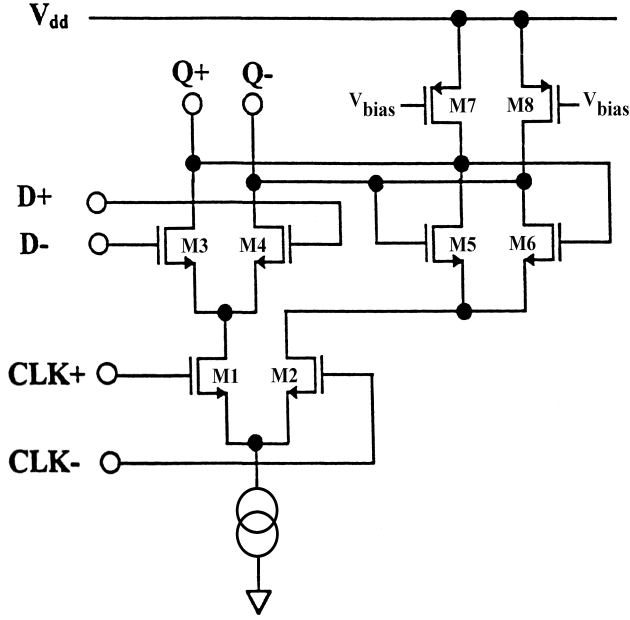 Vdd
Q+ Q-
Vbias M7 M8 Vbias
D+
D- M3 M4 M5 M6
CLK+ M1 M2
CLK-